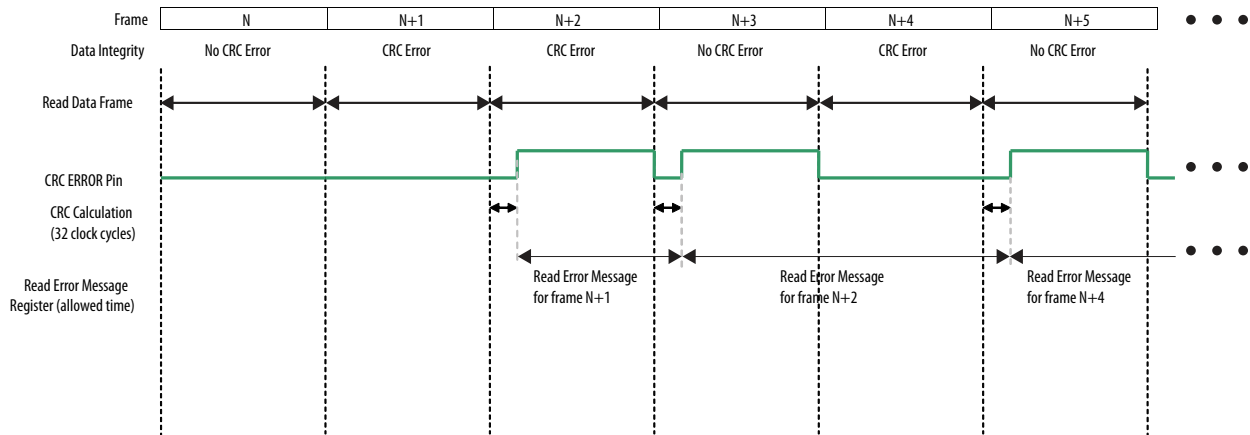 Frame N N+1 N+2 N+3 N+4 N+5
Data Integrity No CRC Error CRC Error CRC Error No CRC Error CRC Error No CRC Error
Read Data Frame
CRC ERROR Pin
CRC Calculation
(32 clock cycles)
Read Error Message
Register (allowed time)
Read Error Message
for frame N+1
Read Error Message
for frame N+2
Read Error Message
for frame N+4